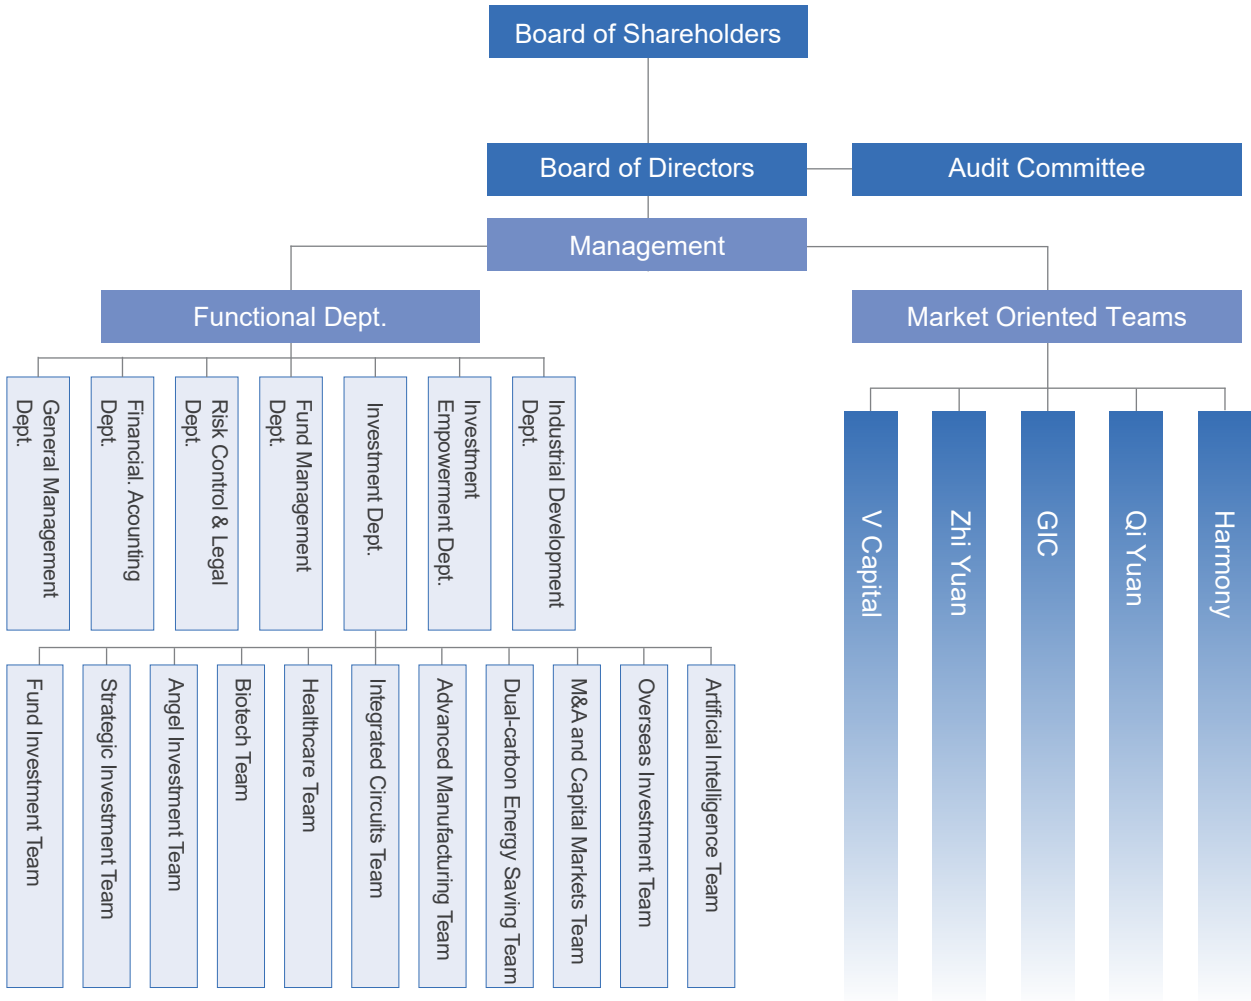 Board of Shareholders
Board of Directors
Audit Committee
Management
Functional Dept.
Market Oriented Teams
General Management
Dept.
Financial. Acounting
Dept.
Risk Control & Legal
Dept.
Fund Management
Dept.
Investment Dept.
Investment
Empowerment Dept.
Industrial Development
Dept.
V Capital
Zhi Yuan
GIC
Qi Yuan
Harmony
Fund Investment Team
Strategic Investment Team
Angel Investment Team
Biotech Team
Healthcare Team
Integrated Circuits Team
Advanced Manufacturing Team
Dual-carbon Energy Saving Team
M&A and Capital Markets Team
Overseas Investment Team
Artificial Intelligence Team